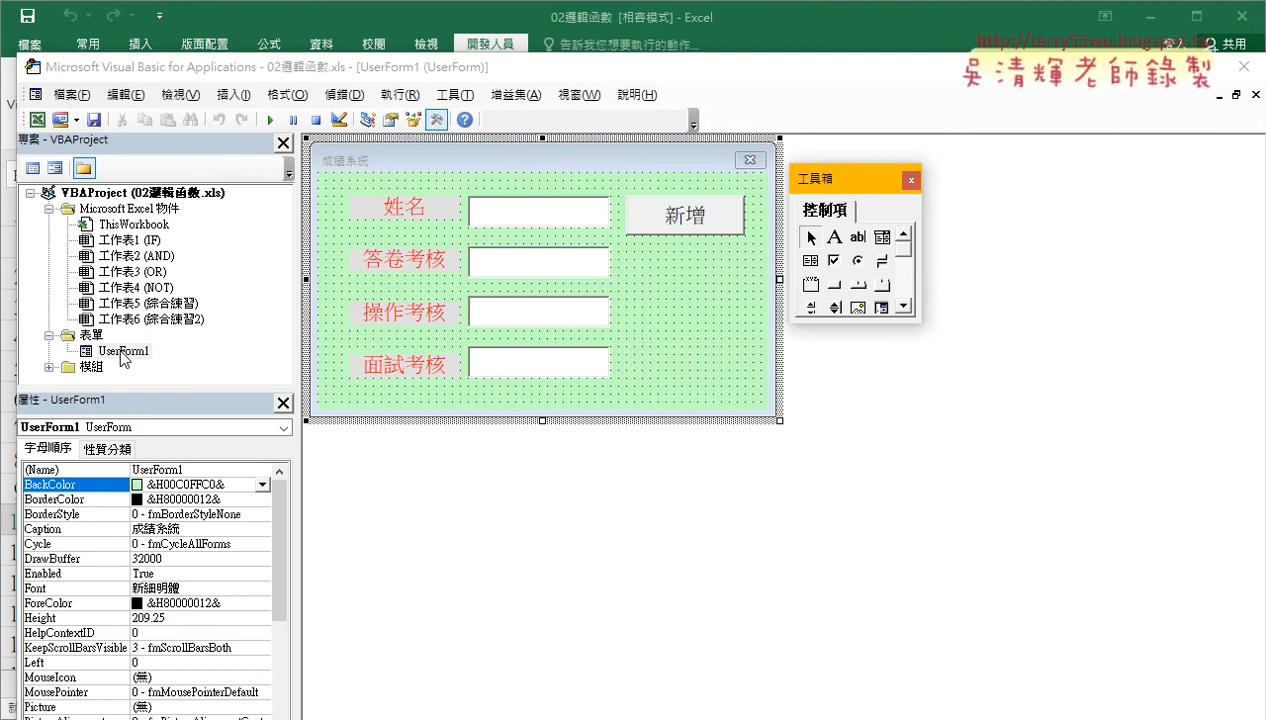 02邏輯函數 [相容模式] - Excel
檔案 常用 插入 版面配置 公式 資料 校閱 檢視 開發人員 告訴我您想要執行的動作... 共用
http://terry55wu.blogspot.tw
吳清輝老師錄製
Microsoft Visual Basic for Applications - 02邏輯函數.xls - [UserForm1 (UserForm)]
檔案(F) 編輯(E) 檢視(V) 插入(I) 格式(O) 偵錯(D) 執行(R) 工具(T) 增益集(A) 視窗(W) 說明(H)
專案 - VBAProject
VBAProject (02邏輯函數.xls)
Microsoft Excel 物件
ThisWorkbook
工作表1 (IF)
工作表2 (AND)
工作表3 (OR)
工作表4 (NOT)
工作表5 (綜合練習)
工作表6 (綜合練習2)
表單
UserForm1
模組
成績系統
姓名 新增
答卷考核
操作考核
面試考核
工具箱
控制項
A ab|
屬性 - UserForm1
UserForm1 UserForm
字母順序 性質分類
(Name) UserForm1
BackColor &H00C0FFC0&
BorderColor &H80000012&
BorderStyle 0 - fmBorderStyleNone
Caption 成績系統
Cycle 0 - fmCycleAllForms
DrawBuffer 32000
Enabled True
Font 新細明體
ForeColor &H80000012&
Height 209.25
HelpContextID 0
KeepScrollBarsVisible 3 - fmScrollBarsBoth
Left 0
MouseIcon (無)
MousePointer 0 - fmMousePointerDefault
Picture (無)